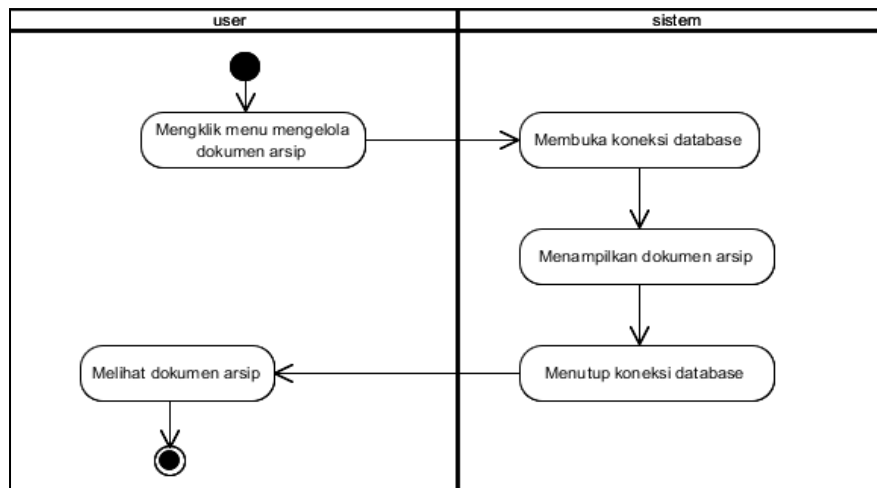 user
sistem
Mengklik menu mengelola
dokumen arsip
Membuka koneksi database
Menampilkan dokumen arsip
Melihat dokumen arsip
Menutup koneksi database